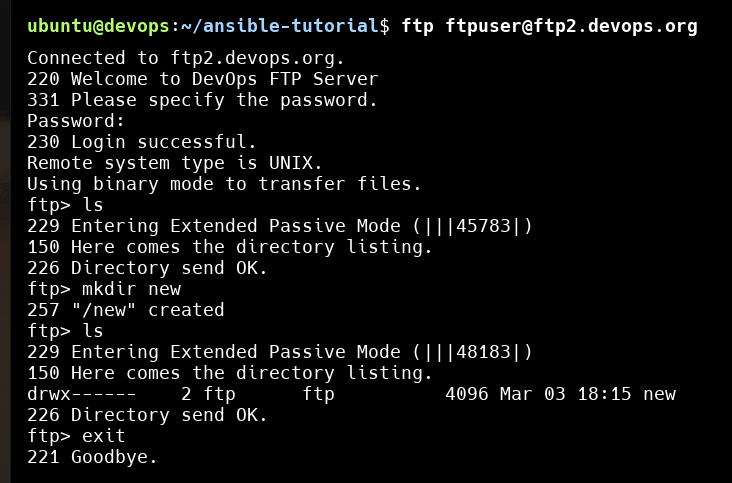 ubuntu@devops:~/ansible-tutorial$ ftp ftpuser@ftp2.devops.org
Connected to ftp2.devops.org.
220 Welcome to DevOps FTP Server
331 Please specify the password.
Password:
230 Login successful.
Remote system type is UNIX.
Using binary mode to transfer files.
ftp> ls
229 Entering Extended Passive Mode (|||45783|)
150 Here comes the directory listing.
226 Directory send OK.
ftp> mkdir new
257 "/new" created
ftp> ls
229 Entering Extended Passive Mode (|||48183|)
150 Here comes the directory listing.
drwx------    2 ftp      ftp          4096 Mar 03 18:15 new
226 Directory send OK.
ftp> exit
221 Goodbye.